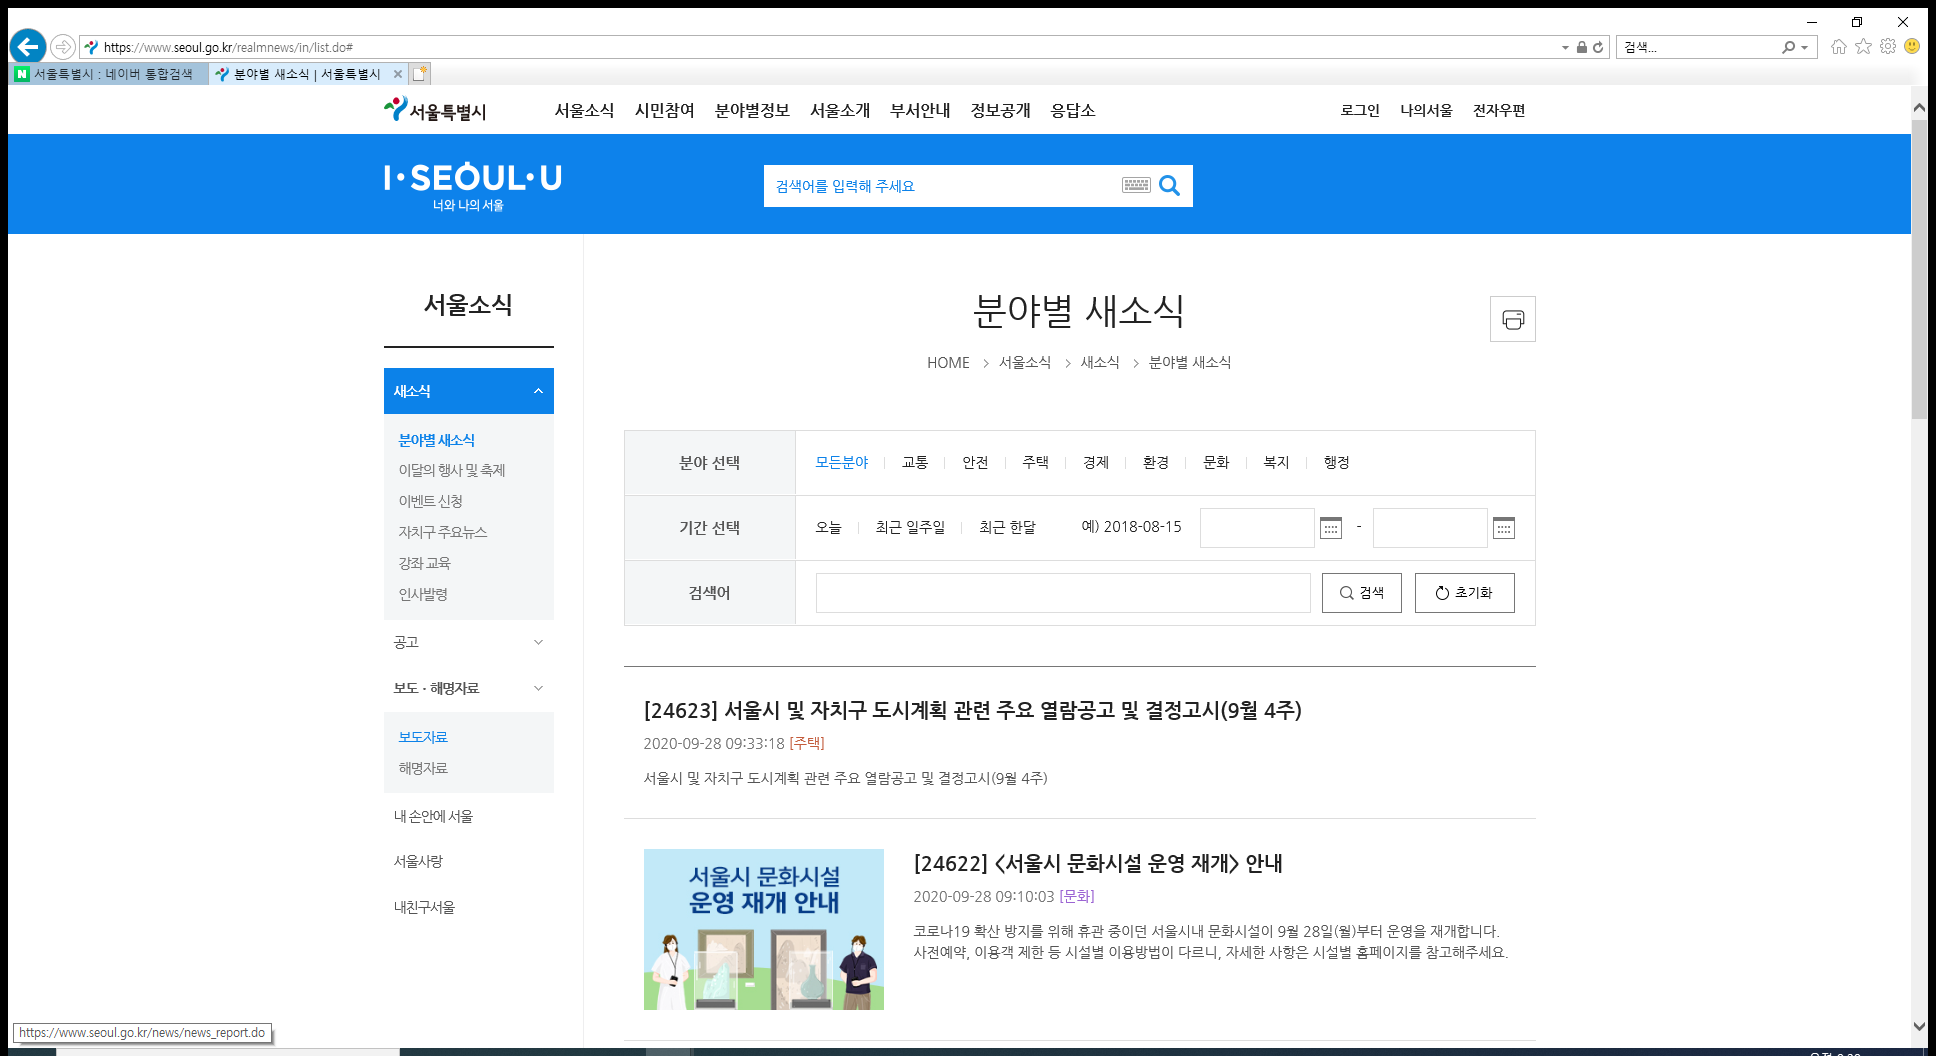 https://www.seoul.go.kr/realmnews/in/list.do#
검색...
서울특별시 : 네이버 통합검색
분야별 새소식 | 서울특별시
서울특별시
서울소식 시민참여 분야별정보 서울소개 부서안내 정보공개 응답소
로그인 나의서울 전자우편
I·SEOUL·U
너와 나의 서울
검색어를 입력해 주세요
서울소식
새소식
분야별 새소식
이달의 행사 및 축제
이벤트 신청
자치구 주요뉴스
강좌 교육
인사발령
공고
보도 · 해명자료
보도자료
해명자료
내 손안에 서울
서울사랑
내친구서울
분야별 새소식
HOME > 서울소식 > 새소식 > 분야별 새소식
분야 선택 모든분야 교통 안전 주택 경제 환경 문화 복지 행정
기간 선택 오늘 최근 일주일 최근 한달 예) 2018-08-15 -
검색어 검색 초기화
[24623] 서울시 및 자치구 도시계획 관련 주요 열람공고 및 결정고시(9월 4주)
2020-09-28 09:33:18 [주택]
서울시 및 자치구 도시계획 관련 주요 열람공고 및 결정고시(9월 4주)
서울시 문화시설
운영 재개 안내
[24622] <서울시 문화시설 운영 재개> 안내
2020-09-28 09:10:03 [문화]
코로나19 확산 방지를 위해 휴관 중이던 서울시내 문화시설이 9월 28일(월)부터 운영을 재개합니다.
사전예약, 이용객 제한 등 시설별 이용방법이 다르니, 자세한 사항은 시설별 홈페이지를 참고해주세요.
https://www.seoul.go.kr/news/news_report.do